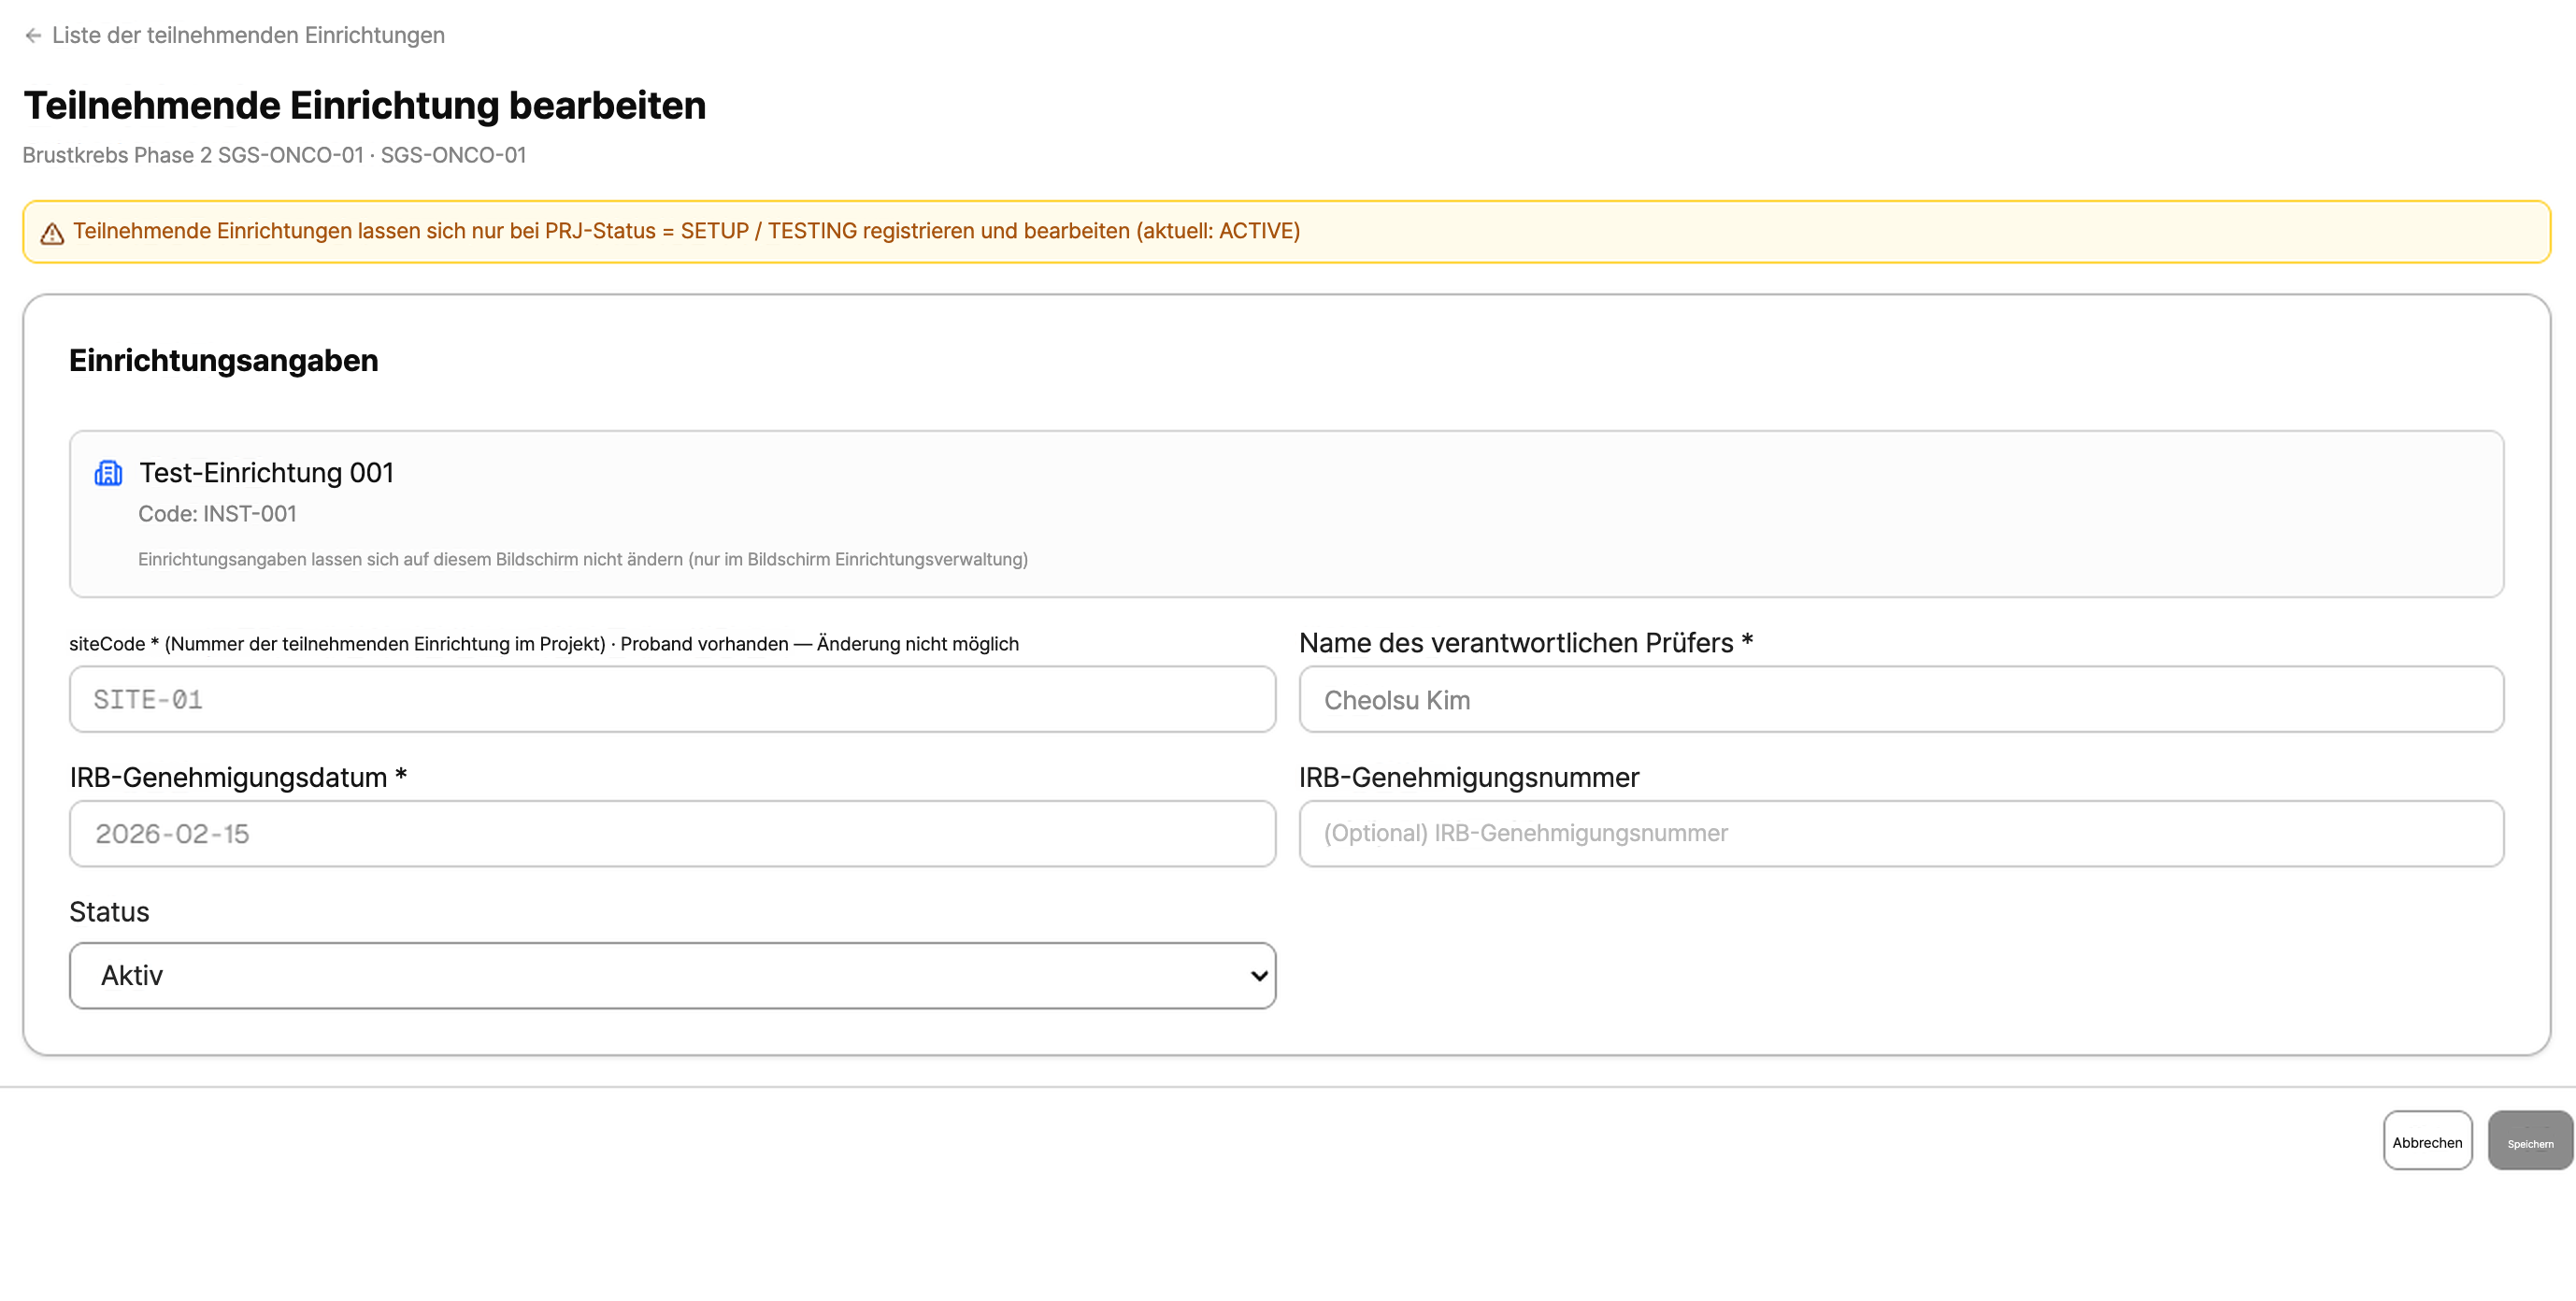 ← Liste der teilnehmenden Einrichtungen
Teilnehmende Einrichtung bearbeiten
Brustkrebs Phase 2 SGS-ONCO-01 · SGS-ONCO-01
Teilnehmende Einrichtungen lassen sich nur bei PRJ-Status = SETUP / TESTING registrieren und bearbeiten (aktuell: ACTIVE)
Einrichtungsangaben
Test-Einrichtung 001
Code: INST-001
Einrichtungsangaben lassen sich auf diesem Bildschirm nicht ändern (nur im Bildschirm Einrichtungsverwaltung)
siteCode * (Nummer der teilnehmenden Einrichtung im Projekt) · Proband vorhanden — Änderung nicht möglich
SITE-01
Name des verantwortlichen Prüfers *
Cheolsu Kim
IRB-Genehmigungsdatum *
2026-02-15
IRB-Genehmigungsnummer
(Optional) IRB-Genehmigungsnummer
Status
Aktiv
Abbrechen
Speichern